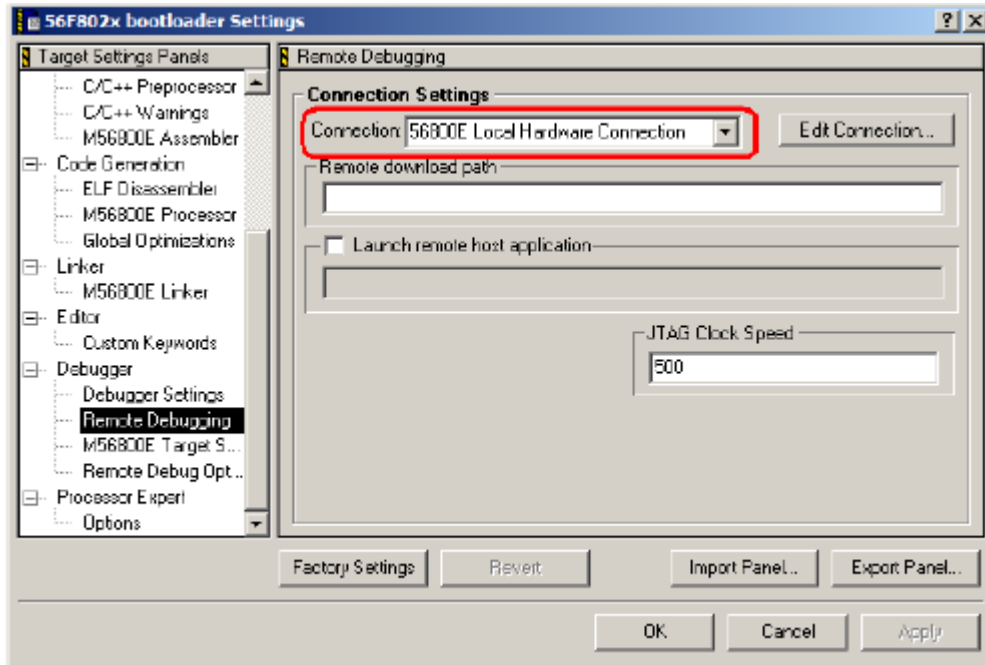 56F802x bootloader Settings
Target Settings Panels
C/C++ Preprocessor
C/C++ Warnings
M56800E Assembler
Code Generation
ELF Disassembler
M56800E Processor
Global Optimizations
Linker
M56800E Linker
Editor
Custom Keywords
Debugger
Debugger Settings
Remote Debugging
M56800E Target S...
Remote Debug Opt...
Processor Expert
Options
Remote Debugging
Connection Settings
Connection: 56800E Local Hardware Connection
Edit Connection...
Remote download path
Launch remote host application
JTAG Clock Speed
500
Factory Settings
Revert
Import Panel...
Export Panel...
OK
Cancel
Apply